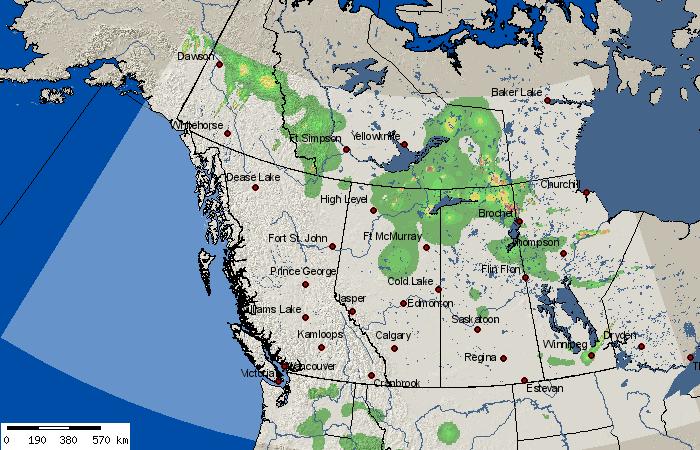 Dawson
Baker Lake
Whitehorse
Ft Simpson
Yellowknife
Dease Lake
Churchill
High Level
Brochet
Fort St. John
Ft McMurray
Thompson
Prince George
Flin Flon
Cold Lake
Jasper
Edmonton
lliams Lake
Saskatoon
Kamloops
Calgary
Winnipeg
Dryden
Regina
Vancouver
Victoria
Cranbrook
Estevan
0 190 380 570 km